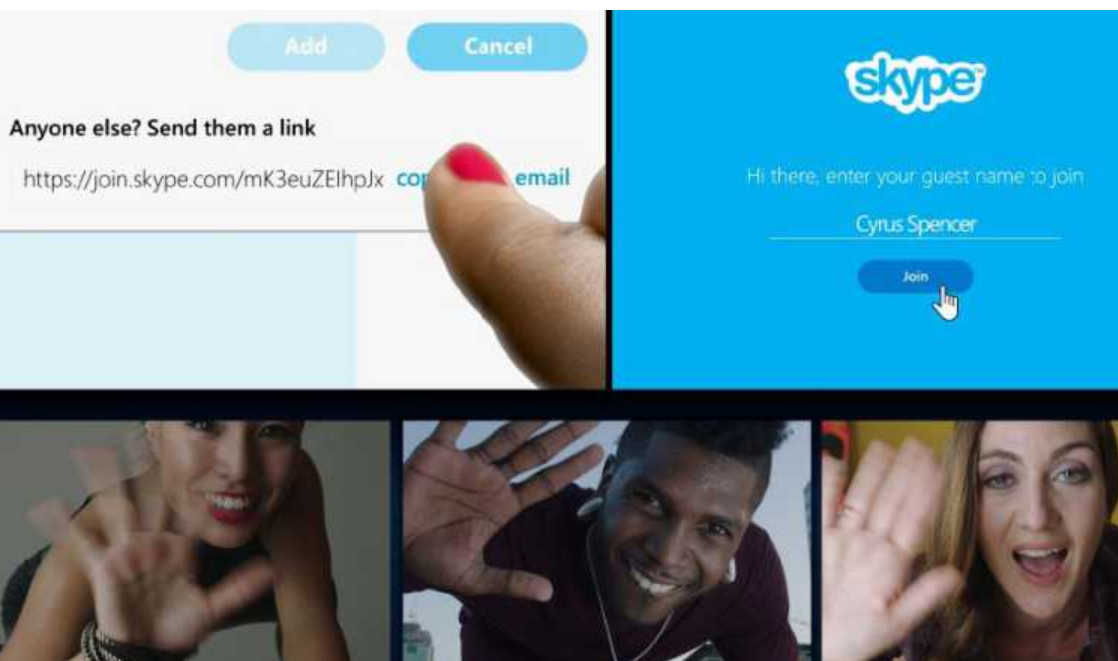 Add
Cancel
Anyone else? Send them a link
https://join.skype.com/mK3euZEIhpJx
email
skype
Hi there, enter your guest name to join
Cyrus Spencer
Join